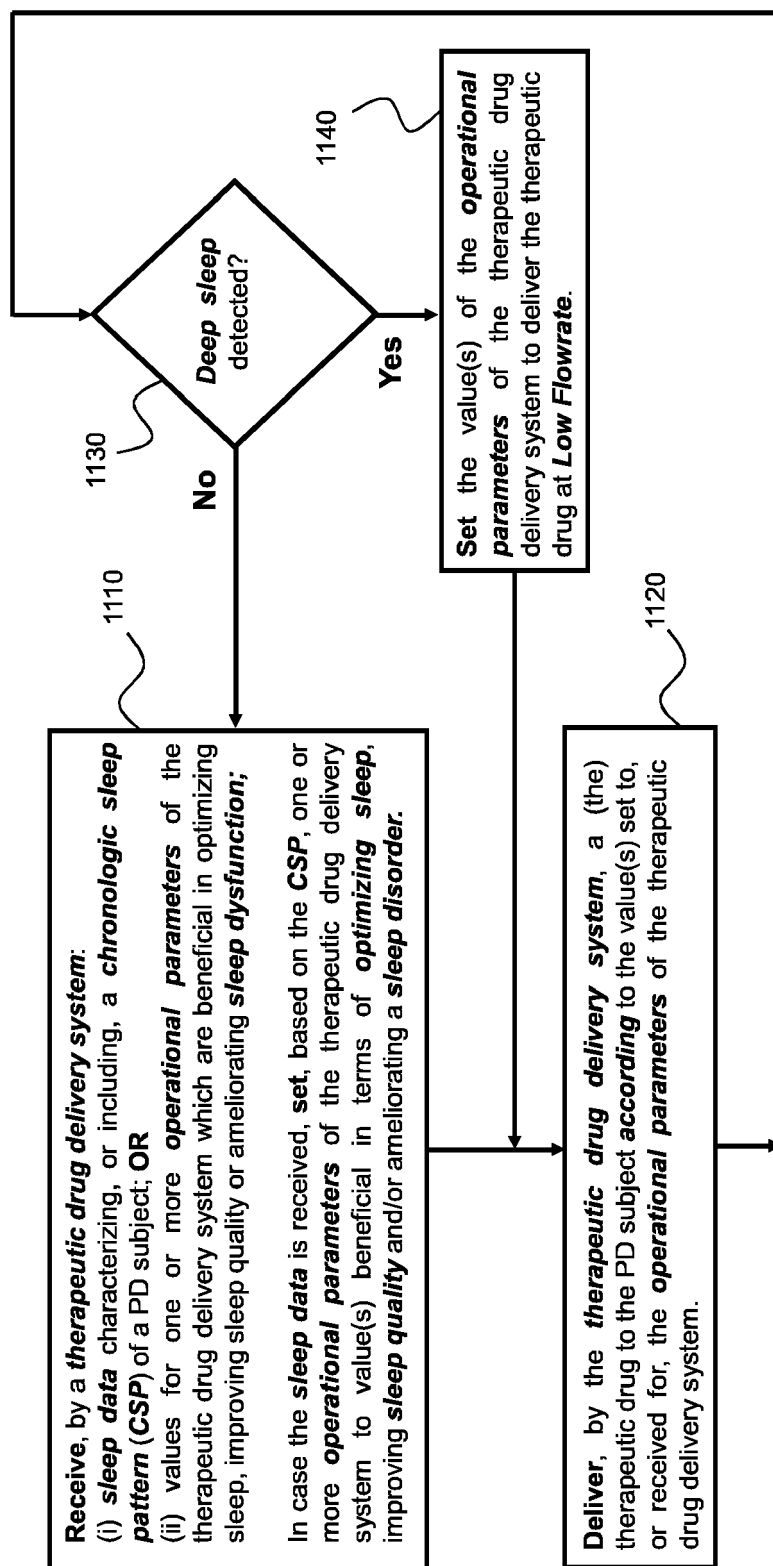 1110
Receive, by a therapeutic drug delivery system:
(i) sleep data characterizing, or including, a chronologic sleep
pattern (CSP) of a PD subject; OR
(ii) values for one or more operational parameters of the
therapeutic drug delivery system which are beneficial in optimizing
sleep, improving sleep quality or ameliorating sleep dysfunction;
In case the sleep data is received, set, based on the CSP, one or
more operational parameters of the therapeutic drug delivery
system to value(s) beneficial in terms of optimizing sleep,
improving sleep quality and/or ameliorating a sleep disorder.
No
1130
Deep sleep
detected?
Yes
1140
Set the value(s) of the operational
parameters of the therapeutic drug
delivery system to deliver the therapeutic
drug at Low Flowrate.
1120
Deliver, by the therapeutic drug delivery system, a (the)
therapeutic drug to the PD subject according to the value(s) set to,
or received for, the operational parameters of the therapeutic
drug delivery system.